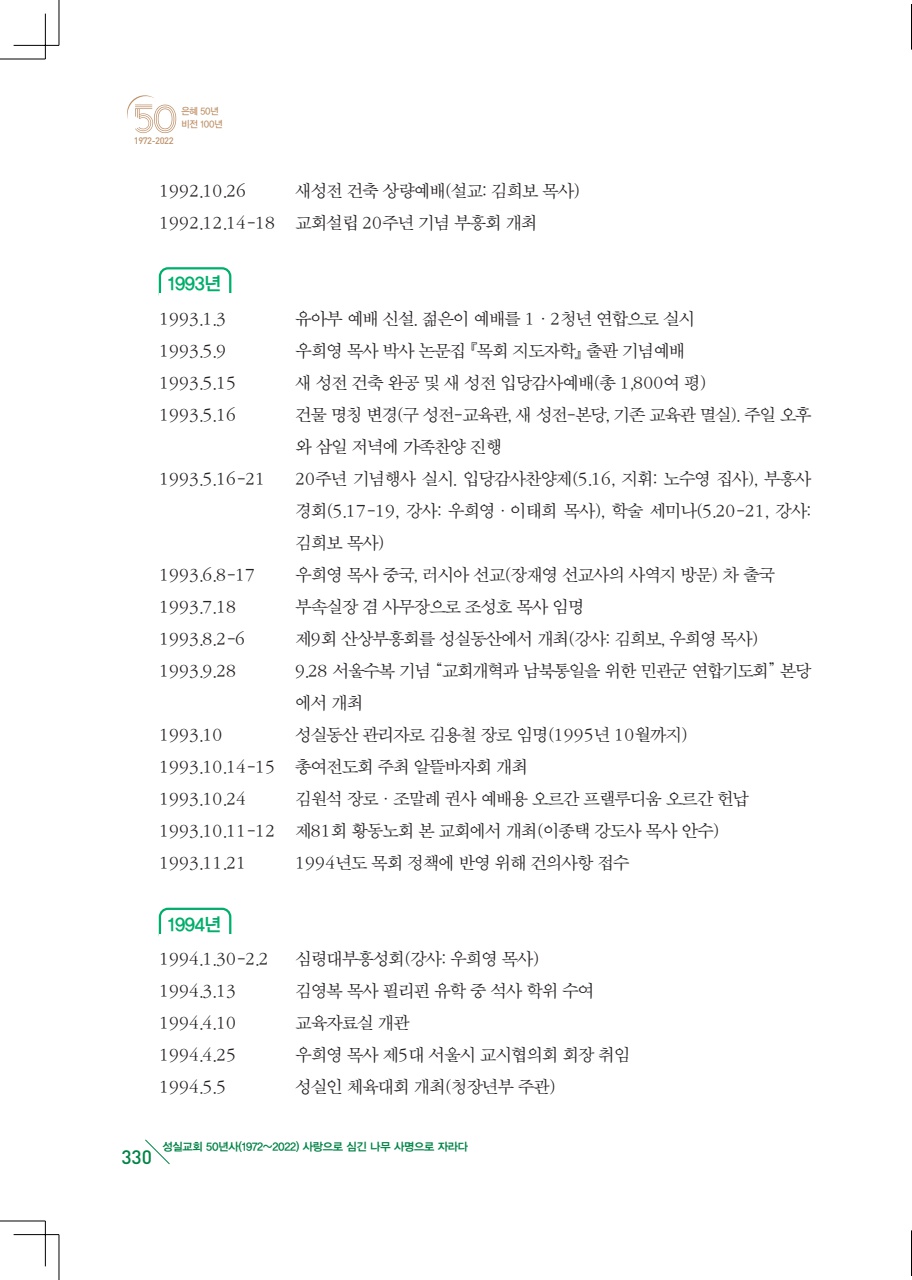 50 은혜 50년
비전 100년
1972-2022
1992.10.26 새성전 건축 상량예배(설교: 김희보 목사)
1992.12.14-18 교회설립 20주년 기념 부흥회 개최
1993년
1993.1.3 유아부 예배 신설. 젊은이 예배를 1 · 2청년 연합으로 실시
1993.5.9 우희영 목사 박사 논문집 『목회 지도자학』 출판 기념예배
1993.5.15 새 성전 건축 완공 및 새 성전 입당감사예배(총 1,800여 평)
1993.5.16 건물 명칭 변경(구 성전-교육관, 새 성전-본당, 기존 교육관 멸실). 주일 오후
와 삼일 저녁에 가족찬양 진행
1993.5.16-21 20주년 기념행사 실시. 입당감사찬양제(5.16, 지휘: 노수영 집사), 부흥사
경회(5.17-19, 강사: 우희영 · 이태희 목사), 학술 세미나(5.20-21, 강사:
김희보 목사)
1993.6.8-17 우희영 목사 중국, 러시아 선교(장재영 선교사의 사역지 방문) 차 출국
1993.7.18 부속실장 겸 사무장으로 조성호 목사 임명
1993.8.2-6 제9회 산상부흥회를 성실동산에서 개최(강사: 김희보, 우희영 목사)
1993.9.28 9.28 서울수복 기념 “교회개혁과 남북통일을 위한 민관군 연합기도회” 본당
에서 개최
1993.10 성실동산 관리자로 김용철 장로 임명(1995년 10월까지)
1993.10.14-15 총여전도회 주최 알뜰바자회 개최
1993.10.24 김원석 장로 · 조말례 권사 예배용 오르간 프랠루디움 오르간 헌납
1993.10.11-12 제81회 황동노회 본 교회에서 개최(이종택 강도사 목사 안수)
1993.11.21 1994년도 목회 정책에 반영 위해 건의사항 접수
1994년
1994.1.30-2.2 심령대부흥성회(강사: 우희영 목사)
1994.3.13 김영복 목사 필리핀 유학 중 석사 학위 수여
1994.4.10 교육자료실 개관
1994.4.25 우희영 목사 제5대 서울시 교시협의회 회장 취임
1994.5.5 성실인 체육대회 개최(청장년부 주관)
330 성실교회 50년사(1972~2022) 사랑으로 심긴 나무 사명으로 자라다